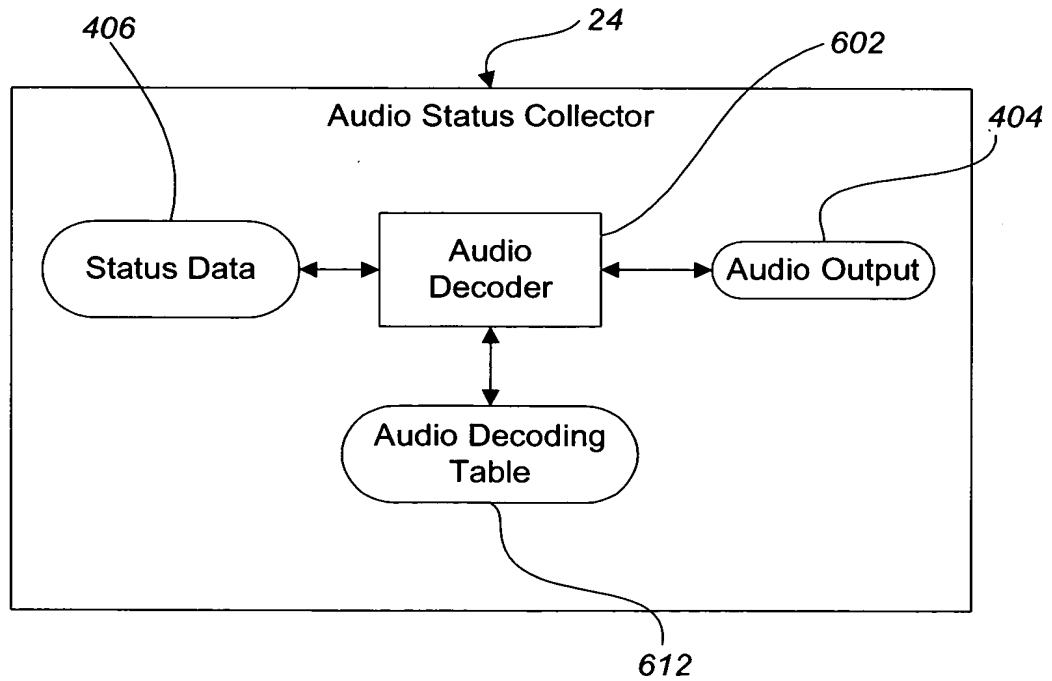 406
24
602
Audio Status Collector
404
Status Data
Audio
Decoder
Audio Output
Audio Decoding
Table
612